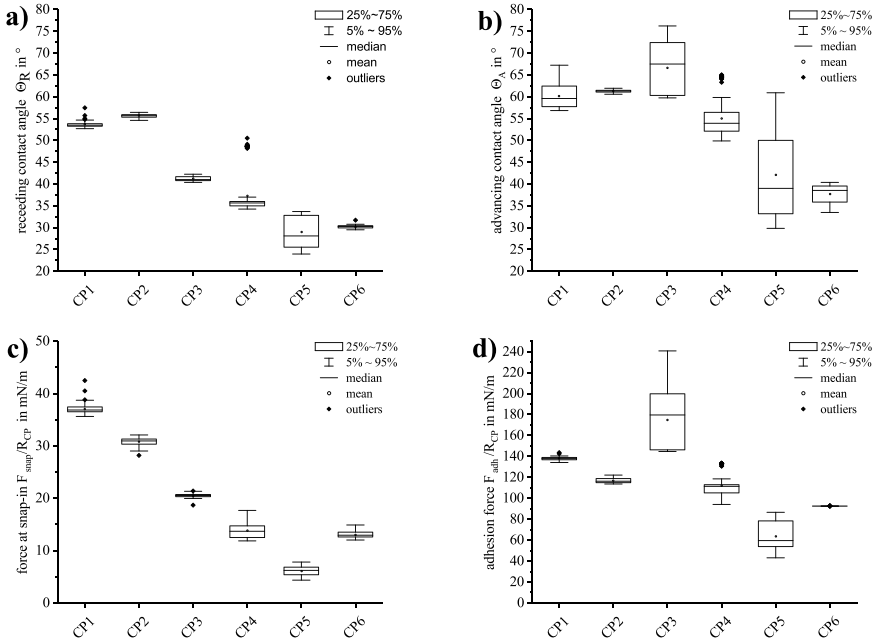 a)
receeding contact angle Θ_R in °
80
75
70
65
60
55
50
45
40
35
30
25
20
25%~75%
5% ~ 95%
median
mean
outliers
CP1 CP2 CP3 CP4 CP5 CP6
b)
advancing contact angle Θ_A in °
80
75
70
65
60
55
50
45
40
35
30
25
20
25%~75%
5% ~ 95%
median
mean
outliers
CP1 CP2 CP3 CP4 CP5 CP6
c)
force at snap-in F_snap/R_CP in mN/m
50
40
30
20
10
0
25%~75%
5% ~ 95%
median
mean
outliers
CP1 CP2 CP3 CP4 CP5 CP6
d)
adhesion force F_adh/R_CP in mN/m
240
220
200
180
160
140
120
100
80
60
40
20
0
25%~75%
5% ~ 95%
median
mean
outliers
CP1 CP2 CP3 CP4 CP5 CP6